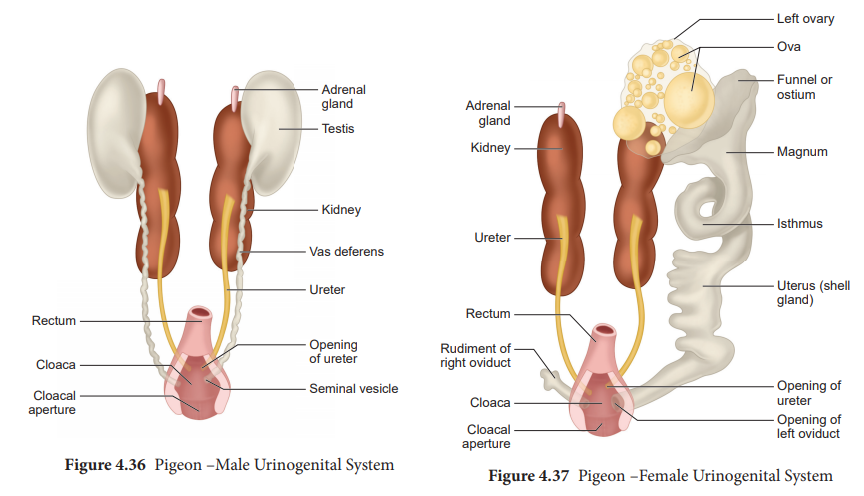 Adrenal
gland
Testis
Kidney
Vas deferens
Ureter
Rectum
Opening
of ureter
Cloaca
Seminal vesicle
Cloacal
aperture
Figure 4.36 Pigeon –Male Urinogenital System
Left ovary
Ova
Funnel or
ostium
Adrenal
gland
Kidney
Magnum
Isthmus
Ureter
Uterus (shell
gland)
Rectum
Rudiment of
right oviduct
Opening of
ureter
Cloaca
Opening of
left oviduct
Cloacal
aperture
Figure 4.37 Pigeon –Female Urinogenital System